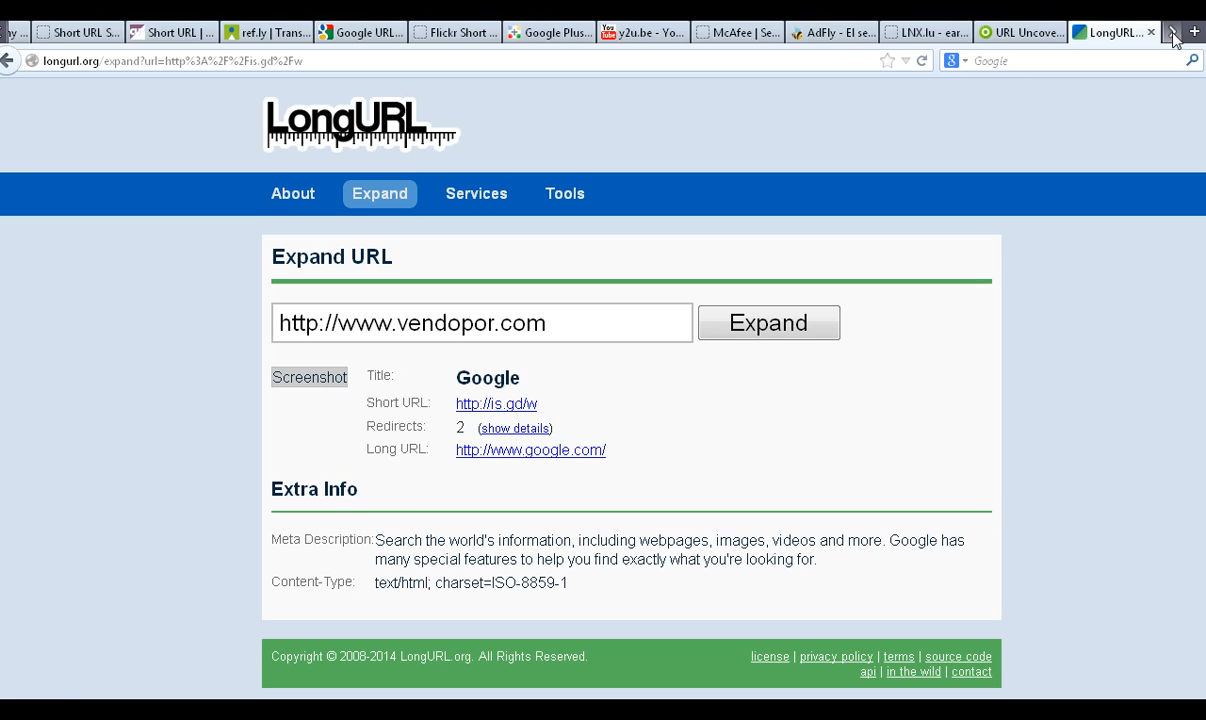 ny ...
Short URL S...
Short URL | ...
ref.ly | Trans...
Google URL...
Flickr Short ...
Google Plus...
y2u.be - Yo...
McAfee | Se...
AdFly - El se...
LNX.lu - ear...
URL Uncove...
LongURL...
longurl.org/expand?url=http%3A%2F%2Fis.gd%2Fw
Google
LongURL
About Expand Services Tools
Expand URL
http://www.vendopor.com Expand
Screenshot
Title: Google
Short URL: http://is.gd/w
Redirects: 2 (show details)
Long URL: http://www.google.com/
Extra Info
Meta Description: Search the world's information, including webpages, images, videos and more. Google has
many special features to help you find exactly what you're looking for.
Content-Type: text/html; charset=ISO-8859-1
Copyright © 2008-2014 LongURL.org. All Rights Reserved.
license | privacy policy | terms | source code
api | in the wild | contact